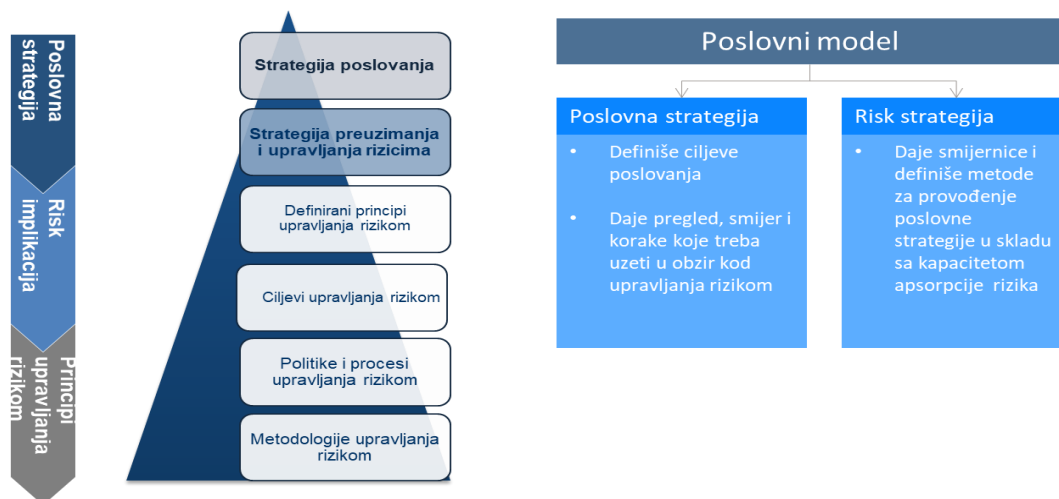 Poslovna
strategija
Risk
implikacija
Principi
upravljanja
rizikom
Strategija poslovanja
Strategija preuzimanja
i upravljanja rizicima
Definirani principi
upravljanja rizikom
Ciljevi upravljanja rizikom
Politike i procesi
upravljanja rizikom
Metodologije upravljanja
rizikom
Poslovni model
Poslovna strategija
• Definiše ciljeve
poslovanja
• Daje pregled, smijer i
korake koje treba
uzeti u obzir kod
upravljanja rizikom
Risk strategija
• Daje smijernice i
definiše metode
za provođenje
poslovne
strategije u skladu
sa kapacitetom
apsorpcije rizika